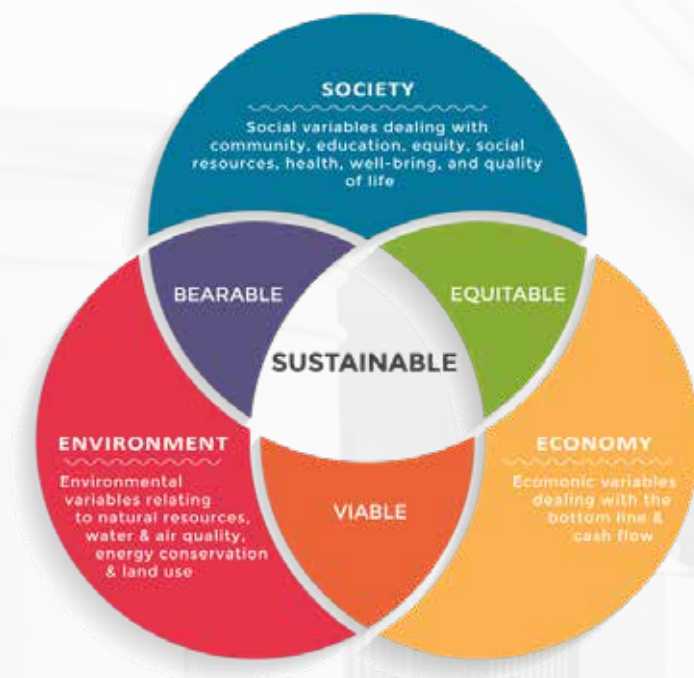 SOCIETY
Social variables dealing with
community, education, equity, social
resources, health, well-bring, and quality
of life
BEARABLE
EQUITABLE
SUSTAINABLE
ENVIRONMENT
Environmental
variables relating
to natural resources,
water & air quality,
energy conservation
& land use
VIABLE
ECONOMY
Ecomonic variables
dealing with the
bottom line &
cash flow